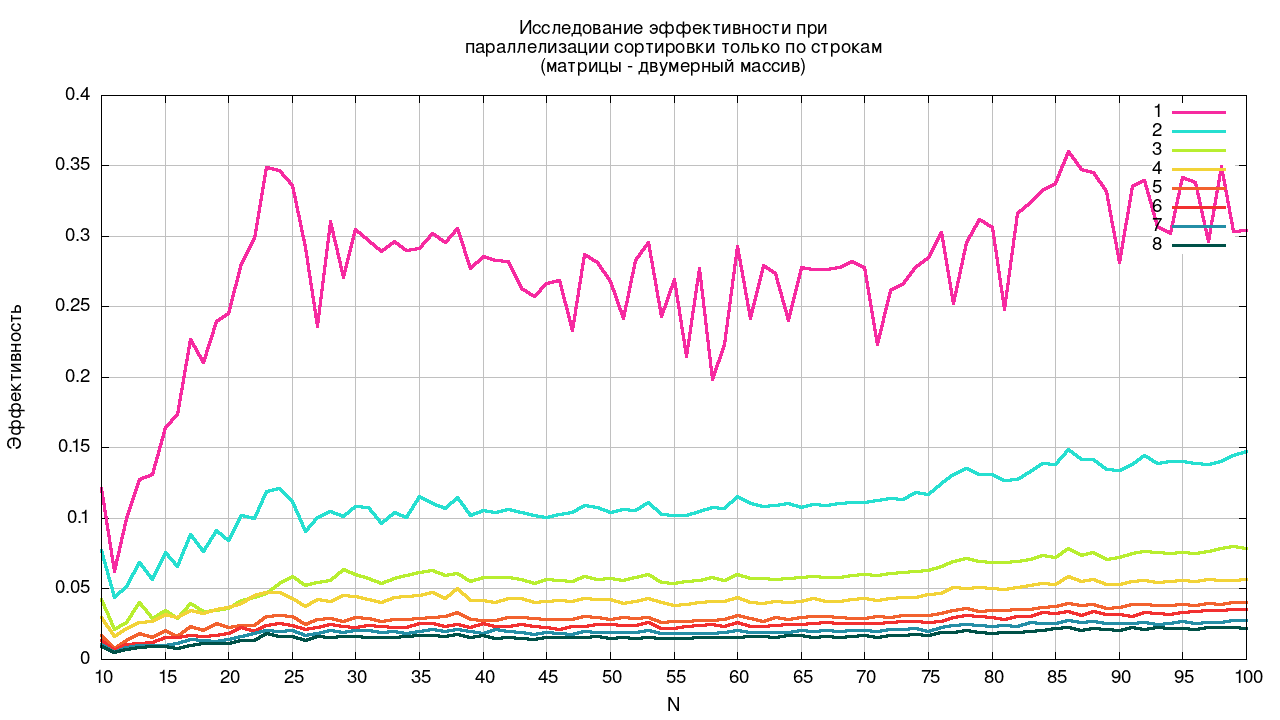 Исследование эффективности при
параллелизации сортировки только по строкам
(матрицы - двумерный массив)
0.4
0.35
0.3
0.25
0.2
0.15
0.1
0.05
0
Эффективность
1
2
3
4
5
6
7
8
10 15 20 25 30 35 40 45 50 55 60 65 70 75 80 85 90 95 100
N